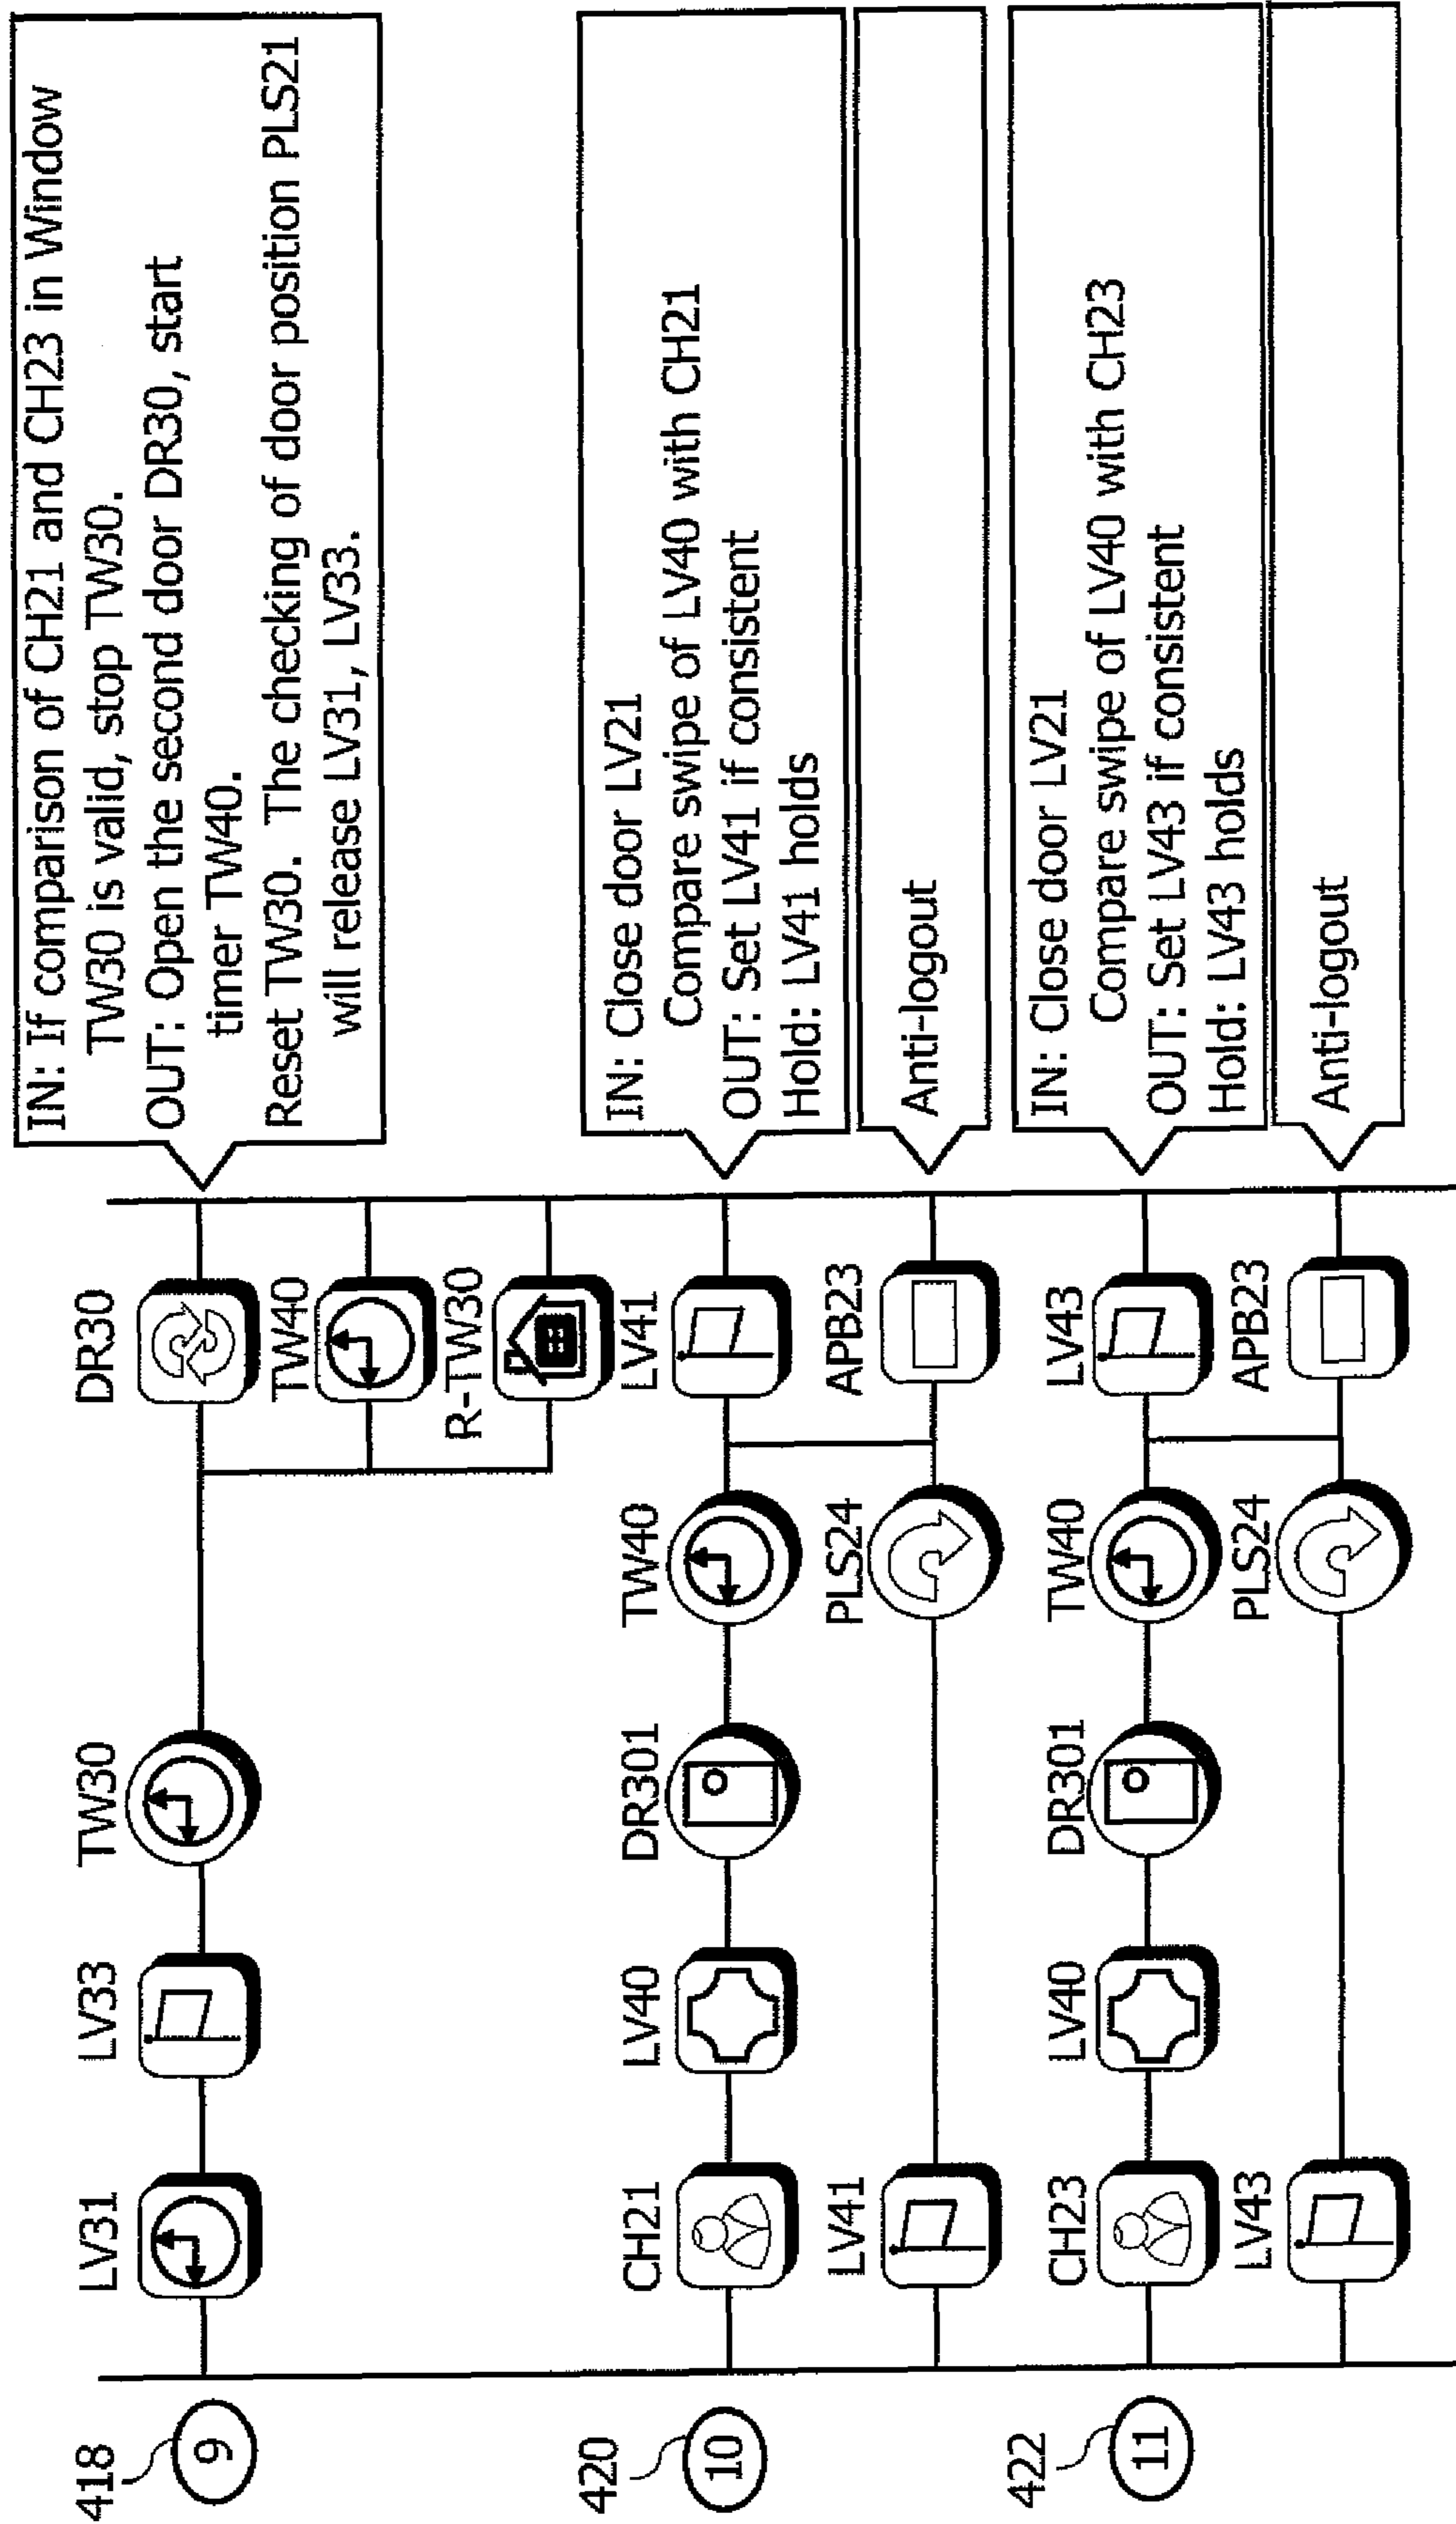 418
9
LV31
LV33
TW30
DR30
TW40
R-TW30
IN: If comparison of CH21 and CH23 in Window
TW30 is valid, stop TW30.
OUT: Open the second door DR30, start
timer TW40.
Reset TW30. The checking of door position PLS21
will release LV31, LV33.
420
10
CH21
LV40
DR301
TW40
LV41
IN: Close door LV21
Compare swipe of LV40 with CH21
OUT: Set LV41 if consistent
Hold: LV41 holds
LV41
PLS24
APB23
Anti-logout
422
11
CH23
LV40
DR301
TW40
LV43
IN: Close door LV21
Compare swipe of LV40 with CH23
OUT: Set LV43 if consistent
Hold: LV43 holds
LV43
PLS24
APB23
Anti-logout